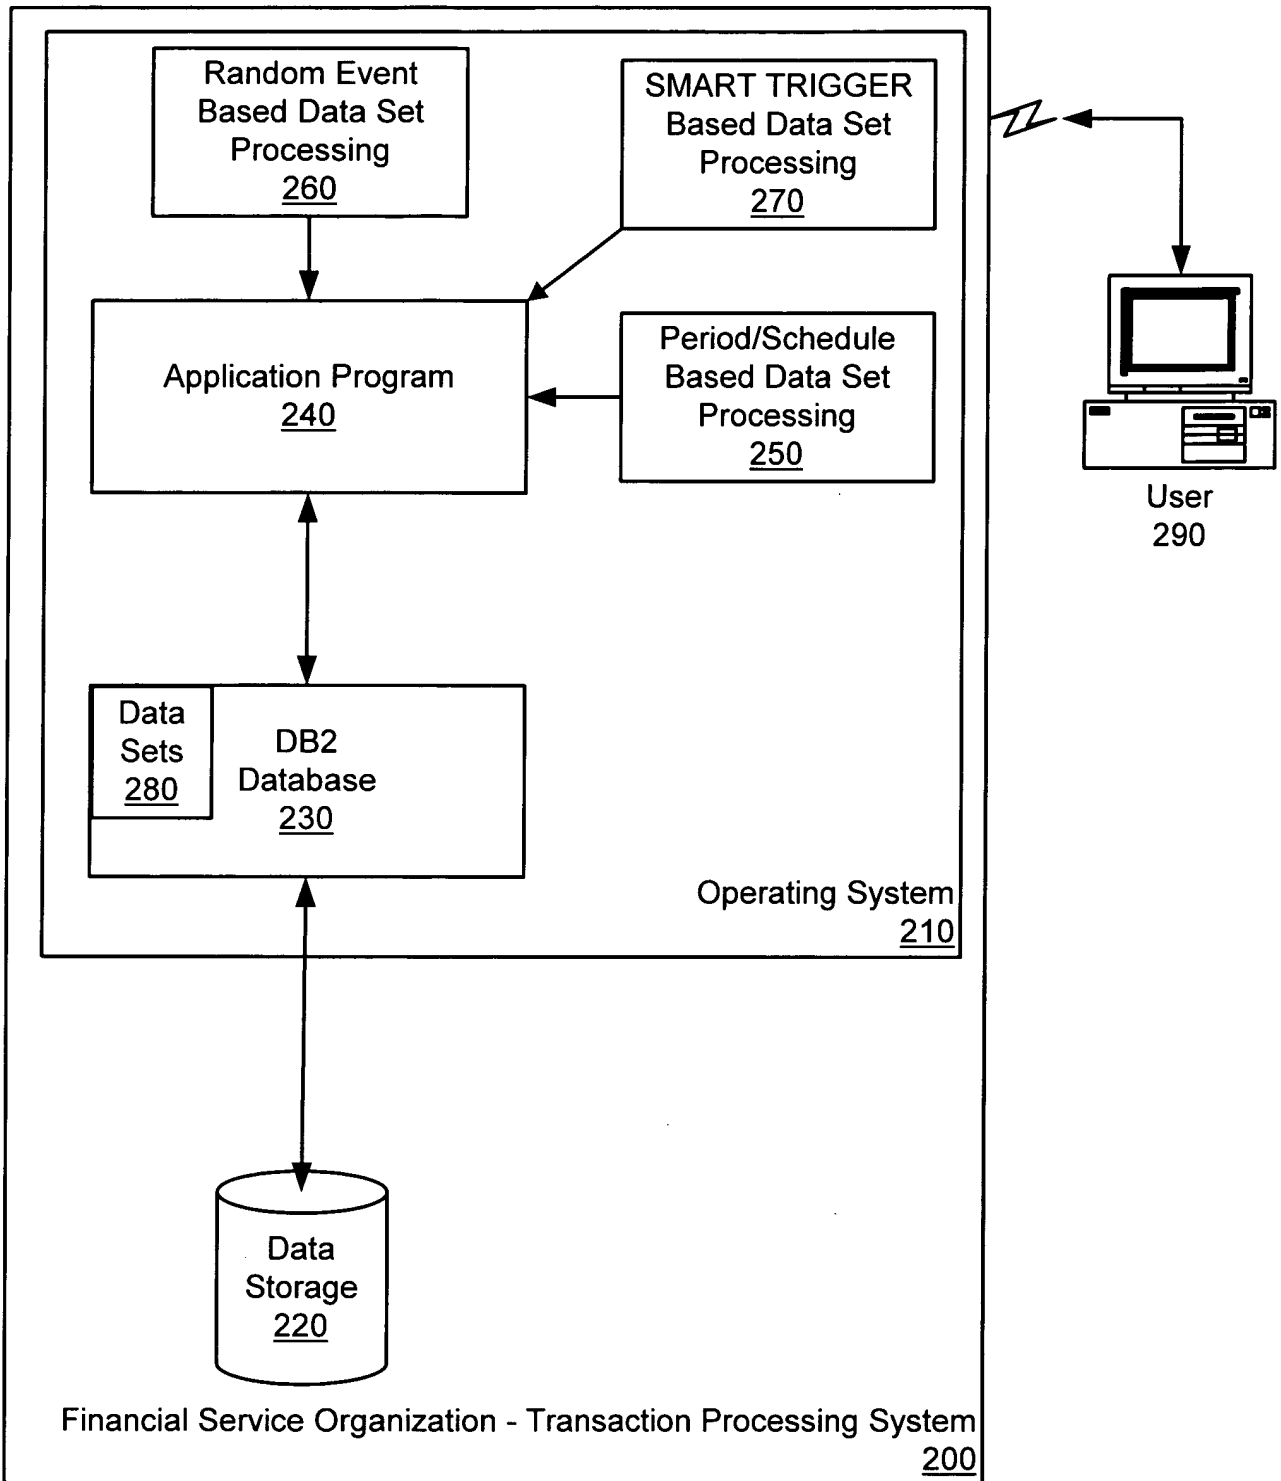 Random Event
Based Data Set
Processing
260
SMART TRIGGER
Based Data Set
Processing
270
Application Program
240
Period/Schedule
Based Data Set
Processing
250
User
290
Data
Sets
280
DB2
Database
230
Operating System
210
Data
Storage
220
Financial Service Organization - Transaction Processing System
200